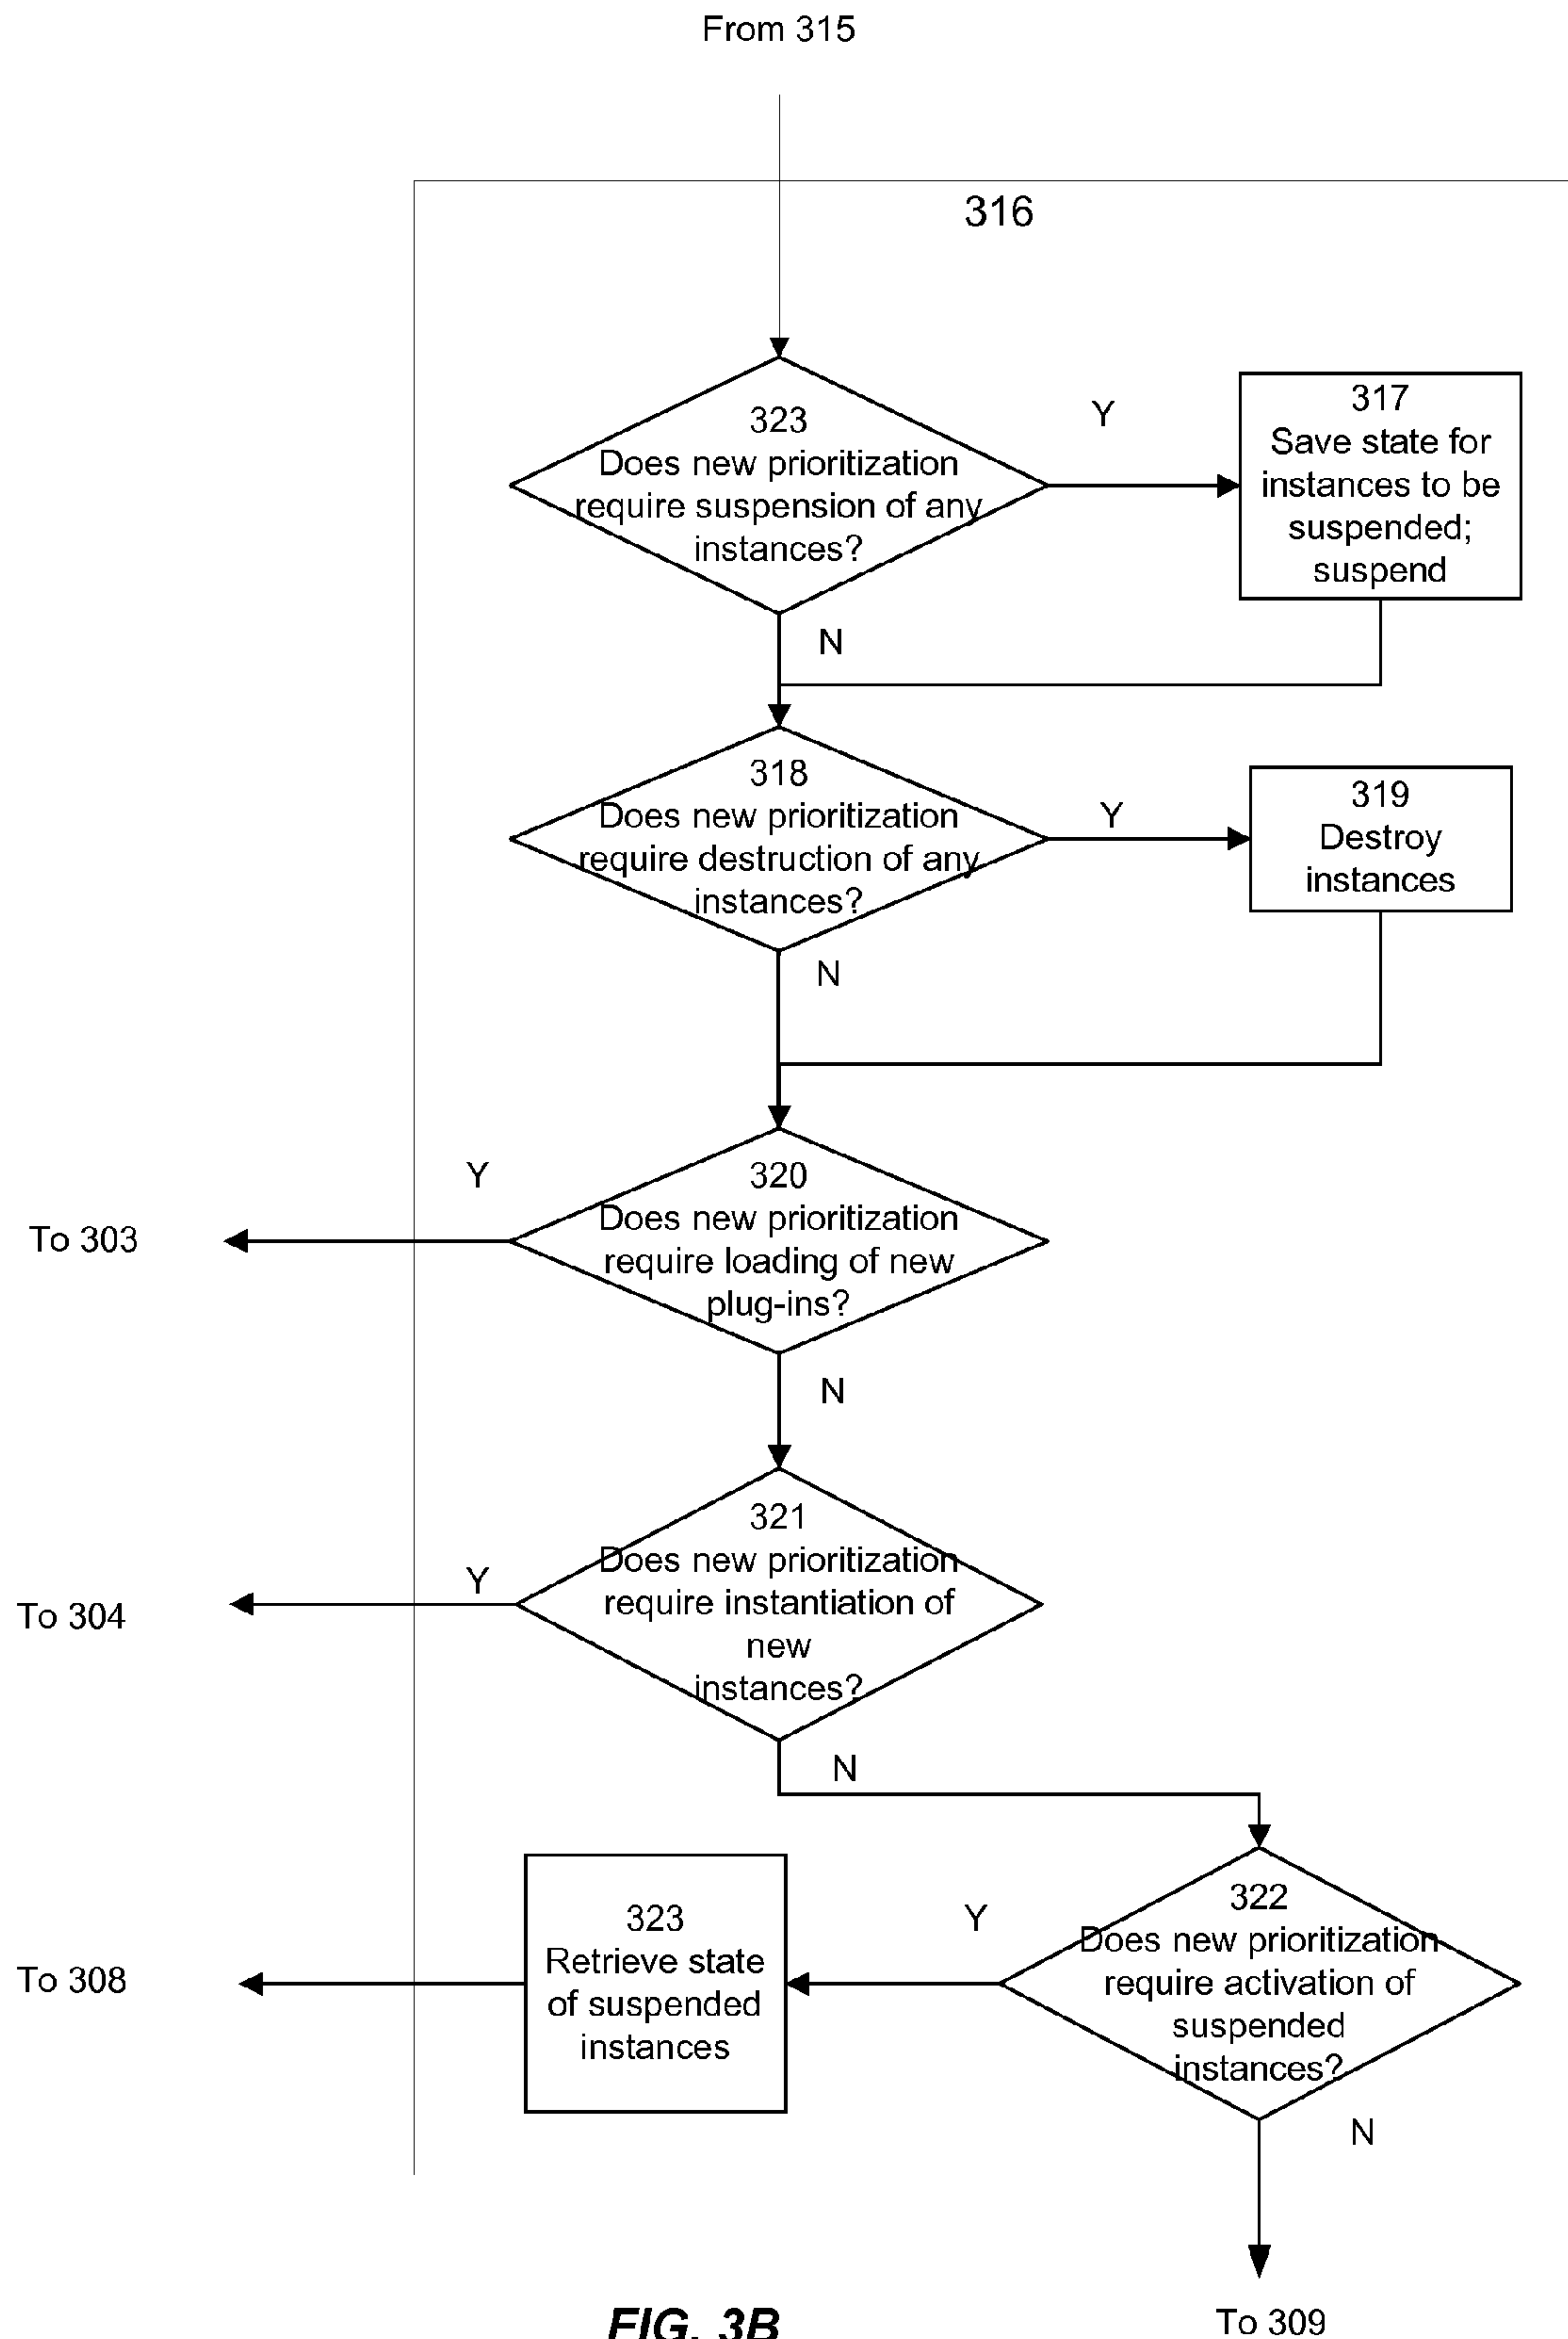 From 315
316
323
Does new prioritization
require suspension of any
instances?
Y
317
Save state for
instances to be
suspended;
suspend
N
318
Does new prioritization
require destruction of any
instances?
Y
319
Destroy
instances
N
Y
320
Does new prioritization
require loading of new
plug-ins?
To 303
N
321
Does new prioritization
require instantiation of
new
instances?
Y
To 304
N
322
Does new prioritization
require activation of
suspended
instances?
Y
323
Retrieve state
of suspended
instances
To 308
N
To 309
FIG. 3B